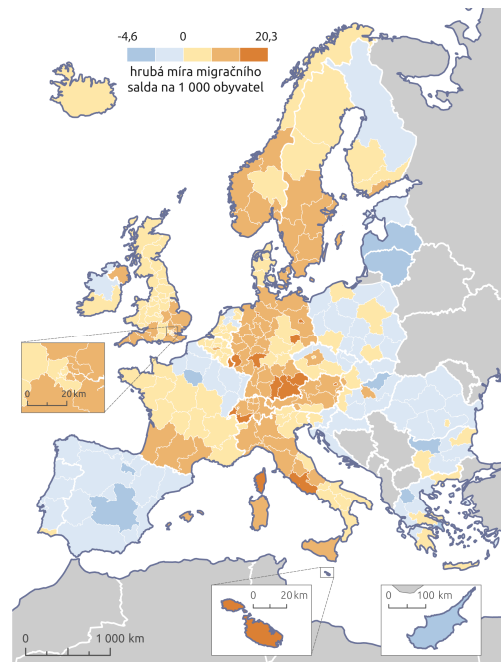 -4,6 0 20,3
hrubá míra migračního
salda na 1 000 obyvatel
0 20 km
0 20 km
0 100 km
0 1 000 km